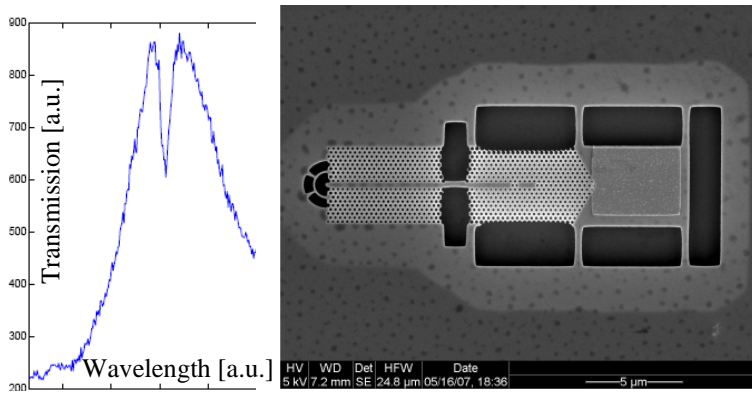 900
800
700
600
500
400
300
200
Transmission [a.u.]
Wavelength [a.u.]
HV WD Det HFW Date
5 kV 7.2 mm SE 24.8 µm 05/16/07, 18:36
5 µm